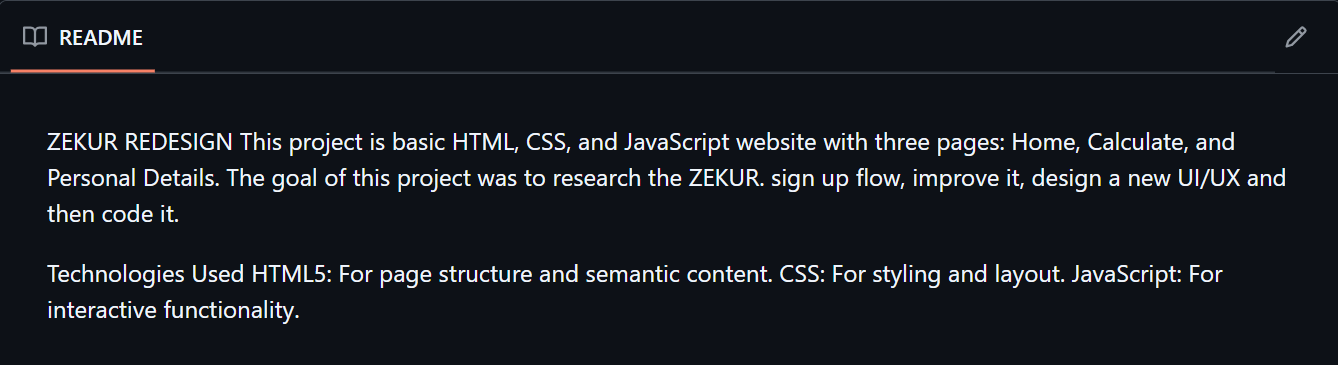 README
ZEKUR REDESIGN This project is basic HTML, CSS, and JavaScript website with three pages: Home, Calculate, and
Personal Details. The goal of this project was to research the ZEKUR. sign up flow, improve it, design a new UI/UX and
then code it.
Technologies Used HTML5: For page structure and semantic content. CSS: For styling and layout. JavaScript: For
interactive functionality.